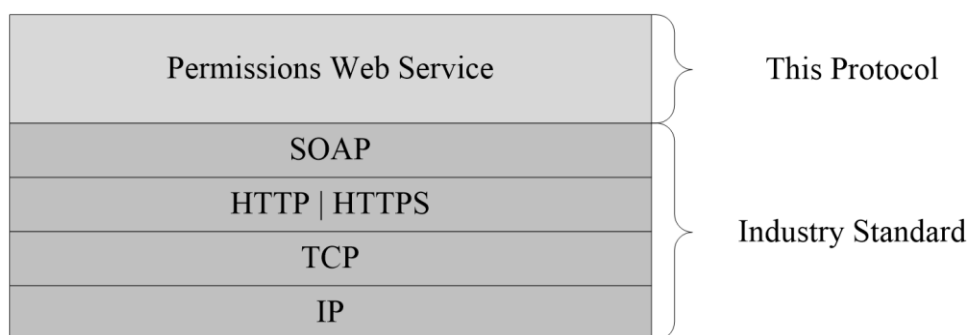 Permissions Web Service
This Protocol
SOAP
HTTP | HTTPS
TCP
IP
Industry Standard